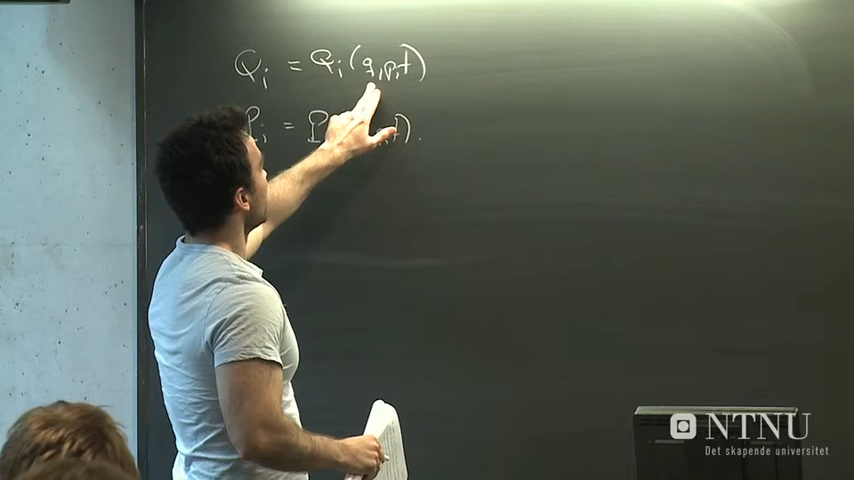 Qᵢ = Qᵢ(q,p,t)
Pᵢ = P t).
NTNU
Det skapende universitet